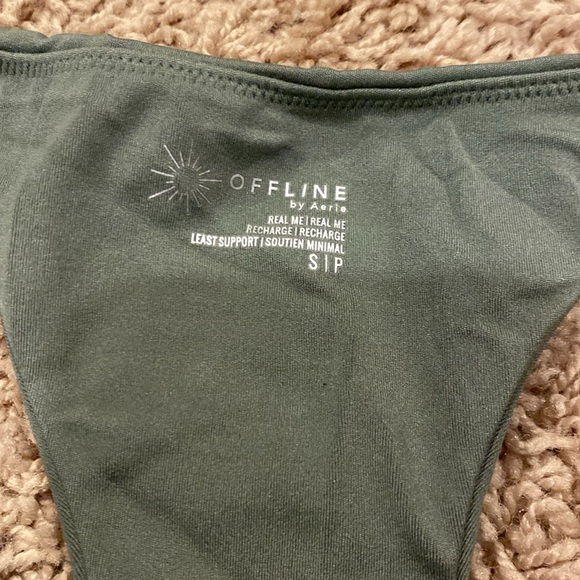 OFFLINE
by Aerie
REAL ME | REAL ME
RECHARGE | RECHARGE
LEAST SUPPORT | SOUTIEN MINIMAL
S | P